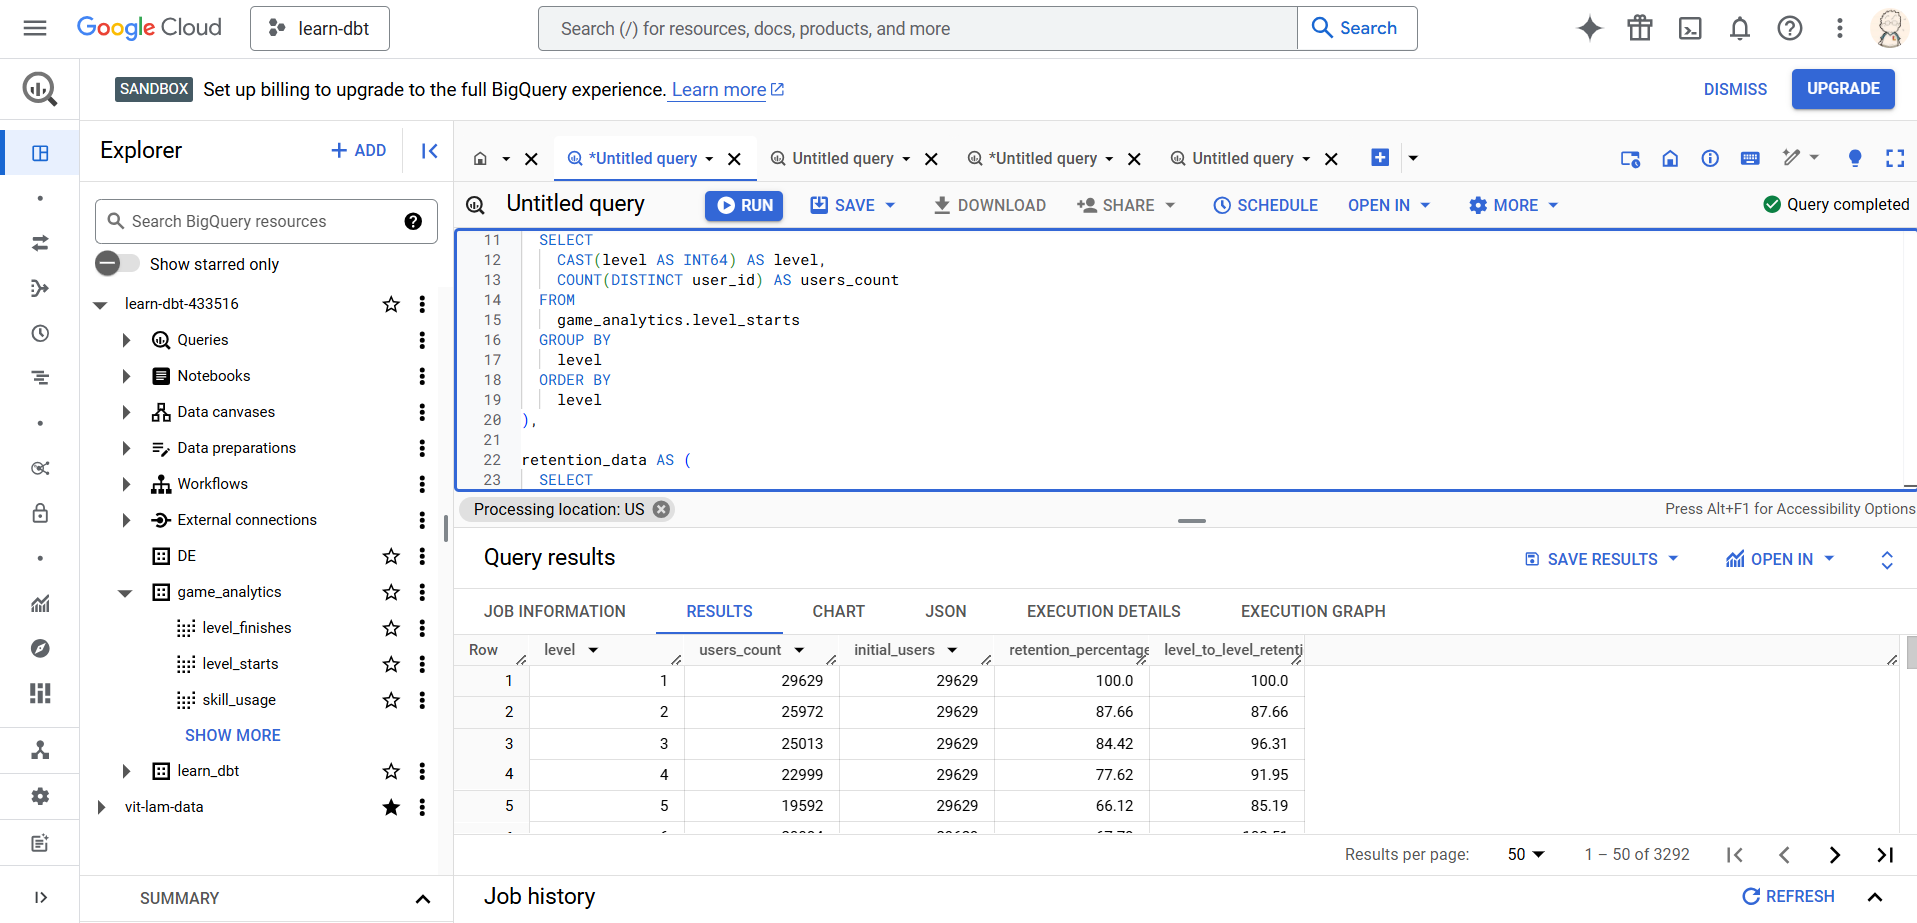 Google Cloud
learn-dbt
Search (/) for resources, docs, products, and more
Search
SANDBOX Set up billing to upgrade to the full BigQuery experience. Learn more
DISMISS
UPGRADE
Explorer
+ ADD
*Untitled query
Untitled query
*Untitled query
Untitled query
Untitled query
RUN
SAVE
DOWNLOAD
SHARE
SCHEDULE
OPEN IN
MORE
Query completed
Search BigQuery resources
Show starred only
learn-dbt-433516
Queries
Notebooks
Data canvases
Data preparations
Workflows
External connections
DE
game_analytics
level_finishes
level_starts
skill_usage
SHOW MORE
learn_dbt
vit-lam-data
SUMMARY
11 SELECT
12 CAST(level AS INT64) AS level,
13 COUNT(DISTINCT user_id) AS users_count
14 FROM
15 game_analytics.level_starts
16 GROUP BY
17 level
18 ORDER BY
19 level
20 ),
21
22 retention_data AS (
23 SELECT
Processing location: US
Press Alt+F1 for Accessibility Options
Query results
SAVE RESULTS
OPEN IN
JOB INFORMATION
RESULTS
CHART
JSON
EXECUTION DETAILS
EXECUTION GRAPH
Row level users_count initial_users retention_percentage level_to_level_retenti
1 1 29629 29629 100.0 100.0
2 2 25972 29629 87.66 87.66
3 3 25013 29629 84.42 96.31
4 4 22999 29629 77.62 91.95
5 5 19592 29629 66.12 85.19
Results per page: 50 1 – 50 of 3292
Job history
REFRESH